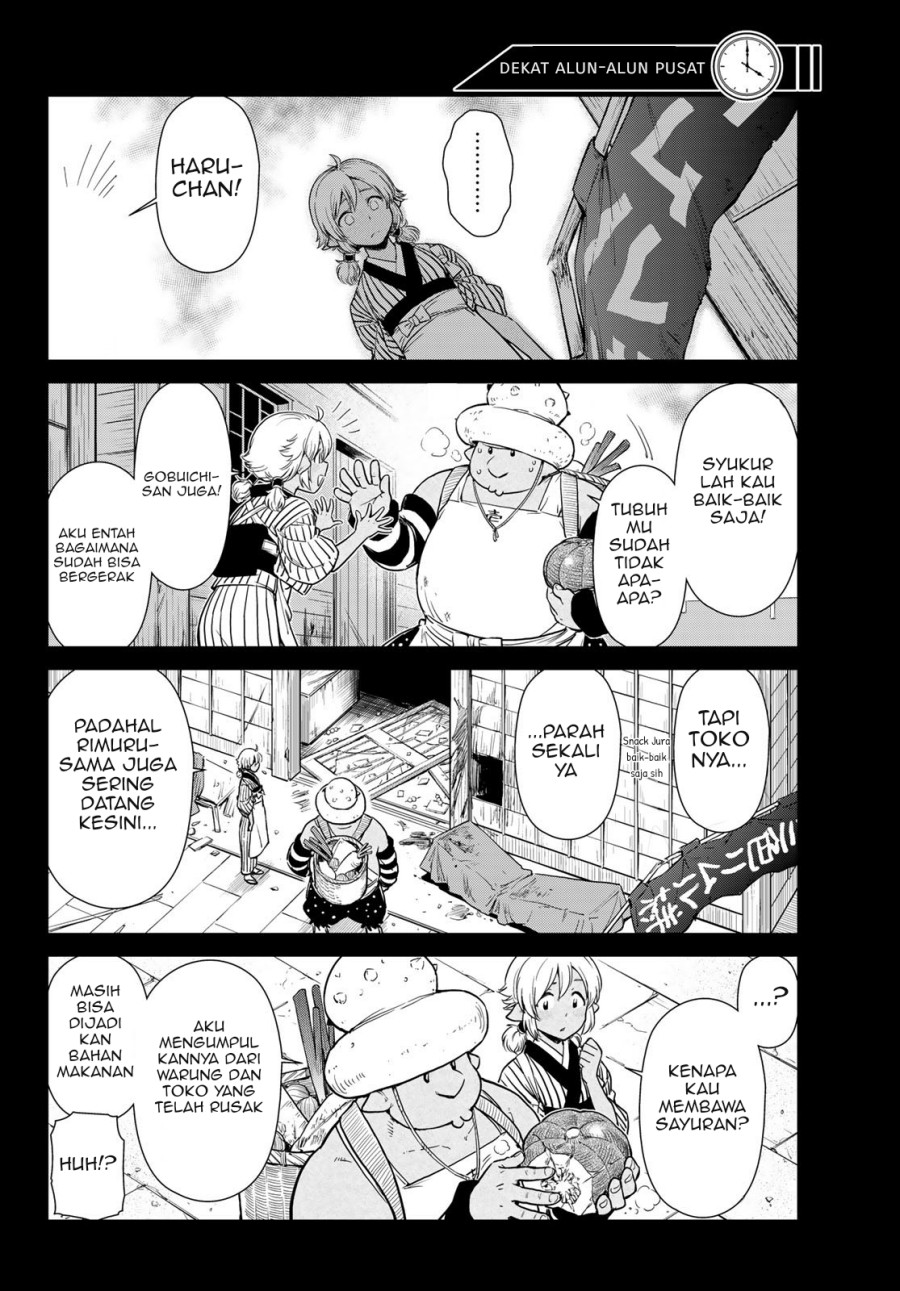 DEKAT ALUN-ALUN PUSAT
.........
HARU-
CHAN!
SYUKUR
LAH KAU
BAIK-BAIK
SAJA!
TUBUH
MU
SUDAH
TIDAK
APA-
APA?
GOBUICHI-
SAN JUGA!
AKU ENTAH
BAGAIMANA
SUDAH BISA
BERGERAK
TAPI
TOKO
NYA...
Snack Jura
baik-baik
saja sih
...PARAH
SEKALI
YA
PADAHAL
RIMURU-
SAMA JUGA
SERING
DATANG
KESINI...
...?
KENAPA
KAU
MEMBAWA
SAYURAN?
AKU
MENGUMPUL
KANNYA DARI
WARUNG DAN
TOKO YANG
TELAH RUSAK
MASIH
BISA
DIJADI
KAN
BAHAN
MAKANAN
HUH!?